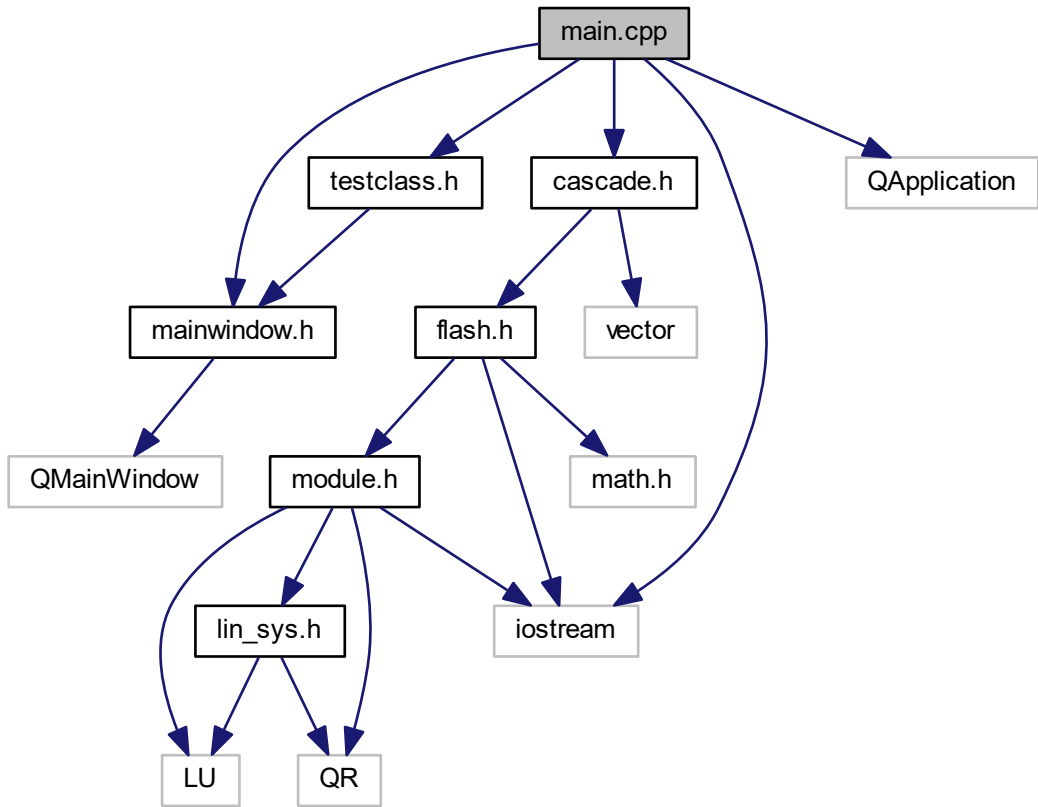 main.cpp
testclass.h
cascade.h
QApplication
mainwindow.h
flash.h
vector
QMainWindow
module.h
math.h
lin_sys.h
iostream
LU
QR